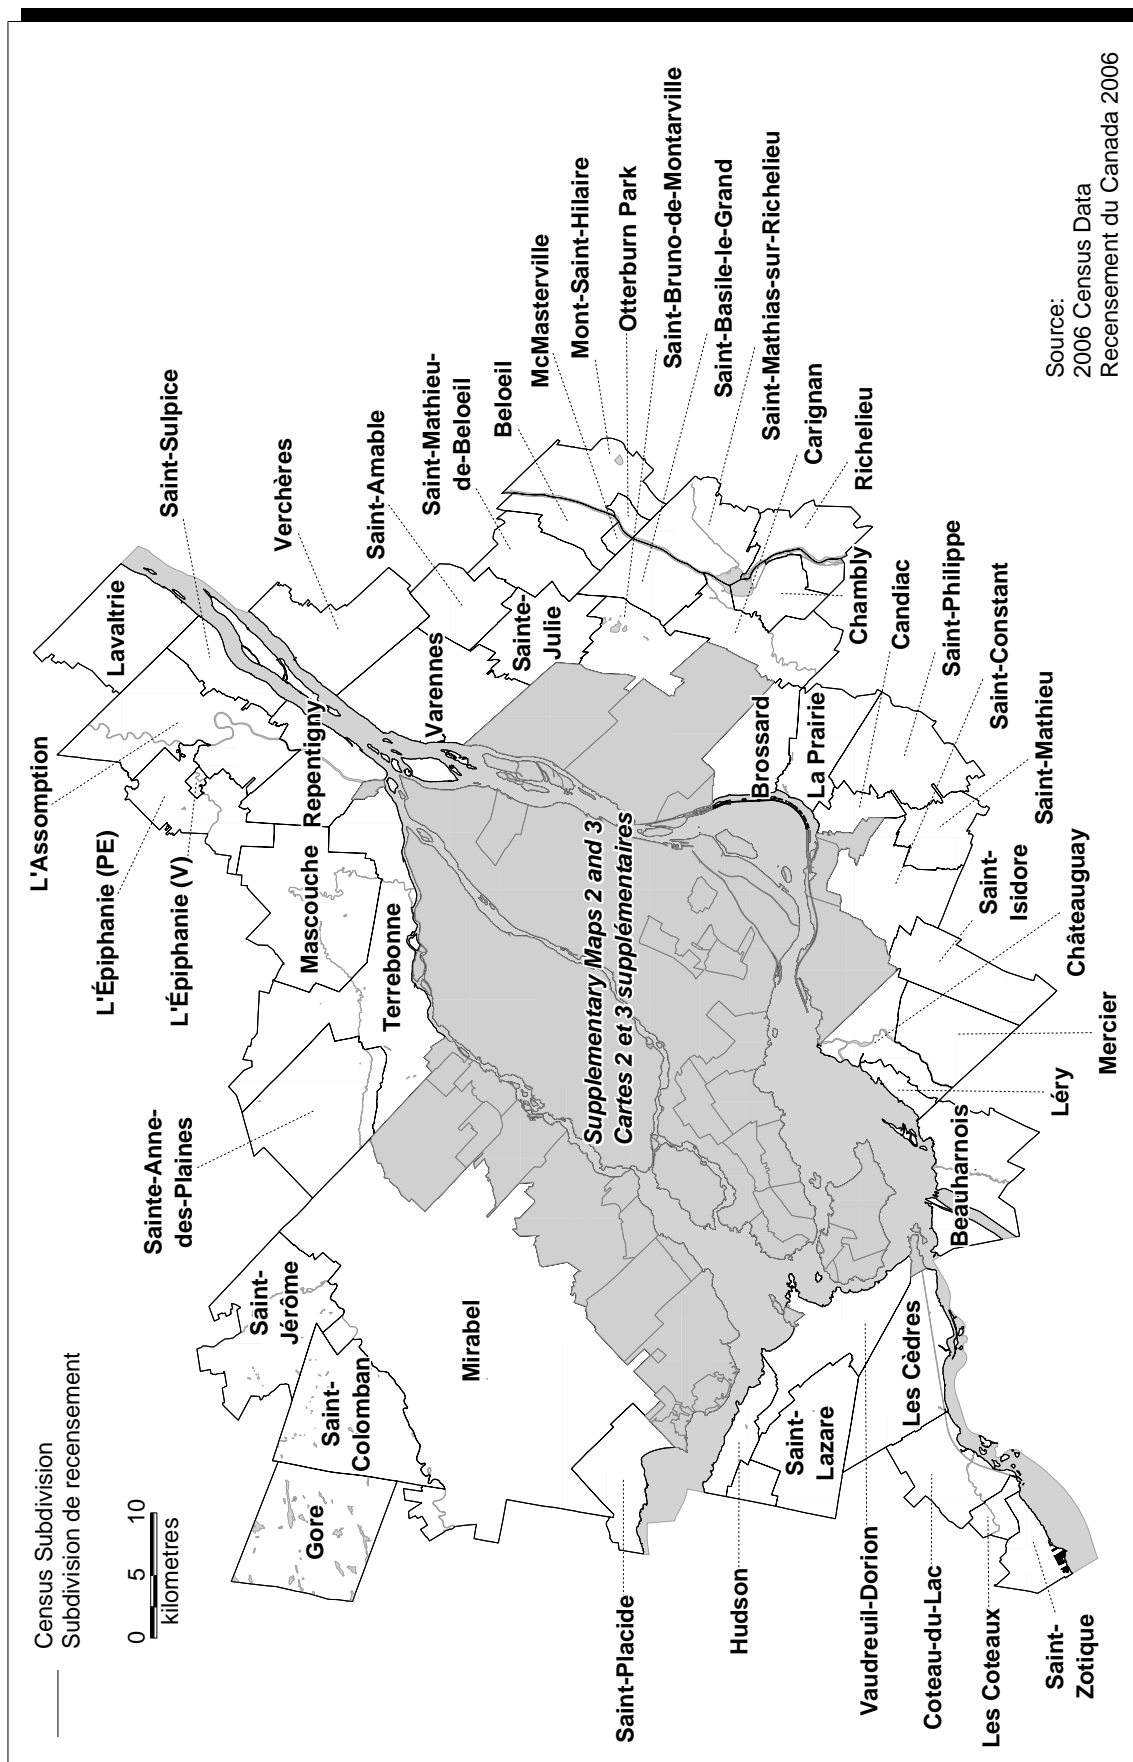 Census Subdivision
Subdivision de recensement
0 5 10
kilometres
Gore
Saint-
Colomban
Saint-
Jérôme
Mirabel
Sainte-Anne-
des-Plaines
Terrebonne
Mascouche
L'Épiphanie (V)
L'Épiphanie (PE)
L'Assomption
Repentigny
Lavaltrie
Saint-Sulpice
Verchères
Varennes
Saint-Amable
Sainte-
Julie
Saint-Mathieu-
de-Beloeil
Beloeil
McMasterville
Mont-Saint-Hilaire
Otterburn Park
Saint-Bruno-de-Montarville
Saint-Basile-le-Grand
Saint-Mathias-sur-Richelieu
Carignan
Richelieu
Chambly
Brossard
La Prairie
Candiac
Saint-Philippe
Saint-Constant
Saint-Mathieu
Saint-
Isidore
Châteauguay
Mercier
Léry
Beauharnois
Supplementary Maps 2 and 3
Cartes 2 et 3 supplémentaires
Saint-Placide
Hudson
Saint-
Lazare
Vaudreuil-Dorion
Les Cèdres
Coteau-du-Lac
Les Coteaux
Saint-
Zotique
Source:
2006 Census Data
Recensement du Canada 2006